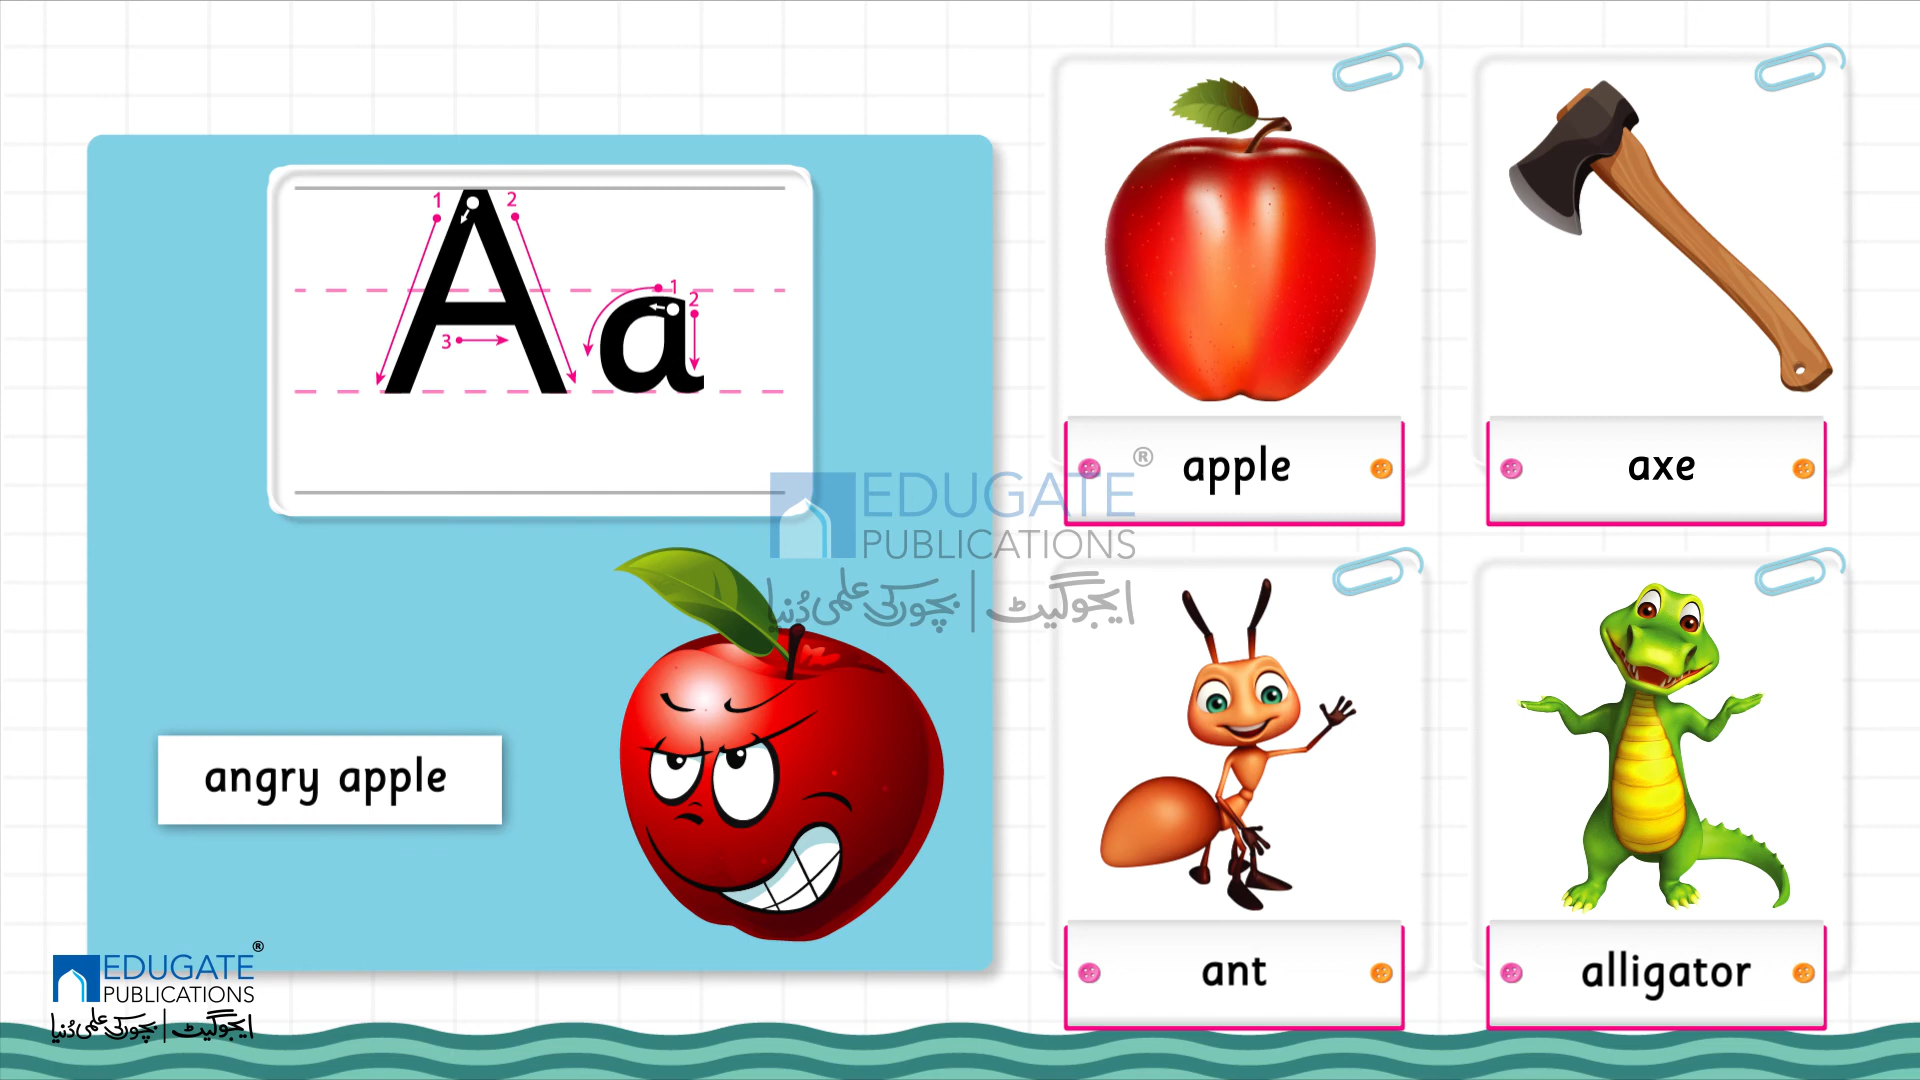 Aa
1
2
3
1
2
angry apple
apple
axe
ant
alligator
EDUGATE®
PUBLICATIONS
ایجوگیٹ | بچوں کی علمی دُنیا
EDUGATE®
PUBLICATIONS
ایجوگیٹ | بچوں کی علمی دُنیا